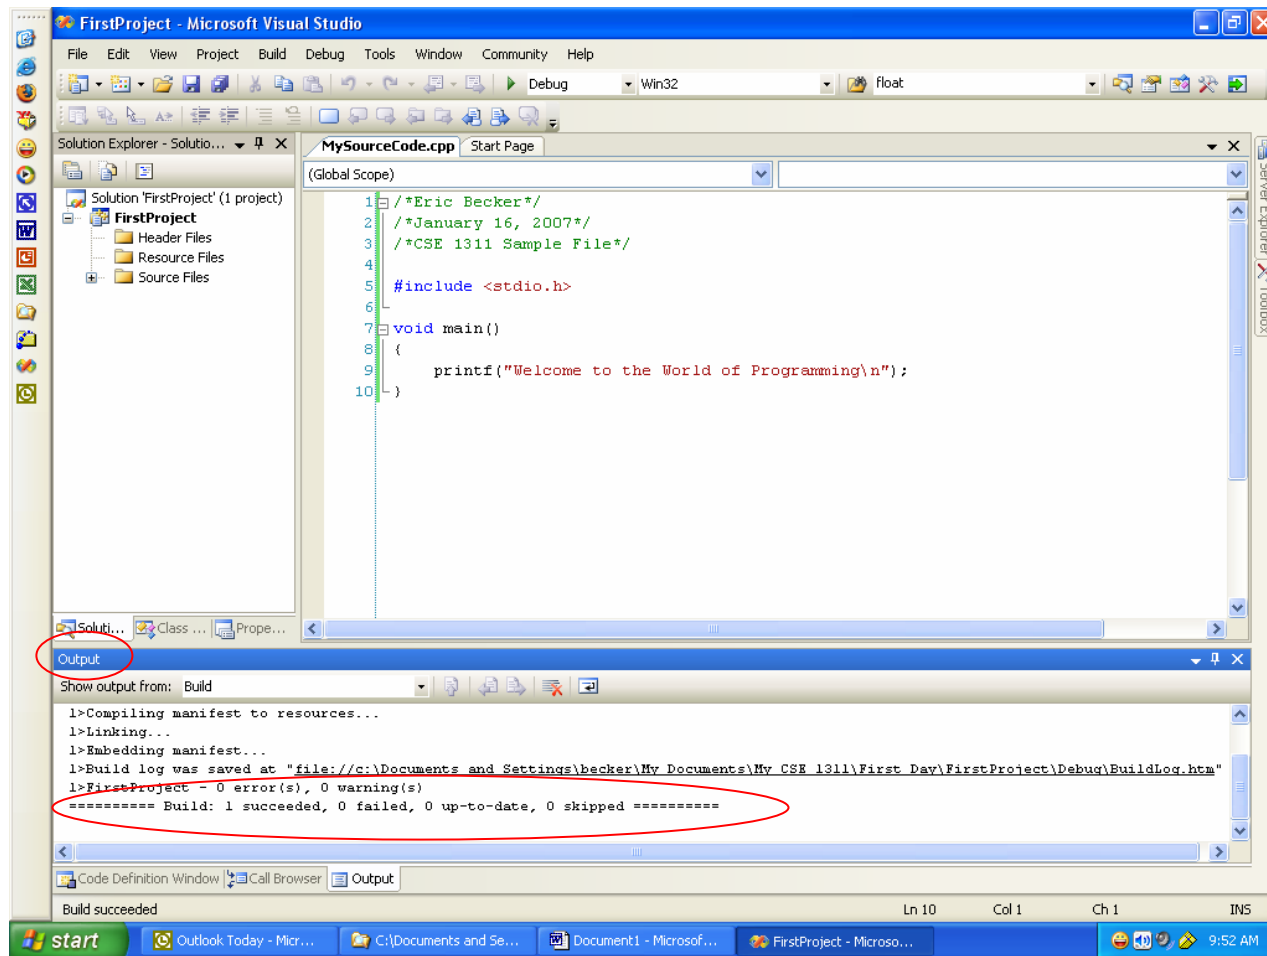 FirstProject - Microsoft Visual Studio
File Edit View Project Build Debug Tools Window Community Help
Debug Win32 float
Solution Explorer - Solutio...
MySourceCode.cpp Start Page
(Global Scope)
Solution 'FirstProject' (1 project)
FirstProject
Header Files
Resource Files
Source Files
1 /*Eric Becker*/
2 /*January 16, 2007*/
3 /*CSE 1311 Sample File*/
4
5 #include <stdio.h>
6
7 void main()
8 {
9 printf("Welcome to the World of Programming\n");
10 }
Server Explorer
Toolbox
Soluti... Class ... Prope...
Output
Show output from: Build
1>Compiling manifest to resources...
1>Linking...
1>Embedding manifest...
1>Build log was saved at "file://c:\Documents and Settings\becker\My Documents\My CSE 1311\First Day\FirstProject\Debug\BuildLog.htm"
1>FirstProject - 0 error(s), 0 warning(s)
========== Build: 1 succeeded, 0 failed, 0 up-to-date, 0 skipped ==========
Code Definition Window Call Browser Output
Build succeeded Ln 10 Col 1 Ch 1 INS
start Outlook Today - Micr... C:\Documents and Se... Document1 - Microsof... FirstProject - Microso... 9:52 AM